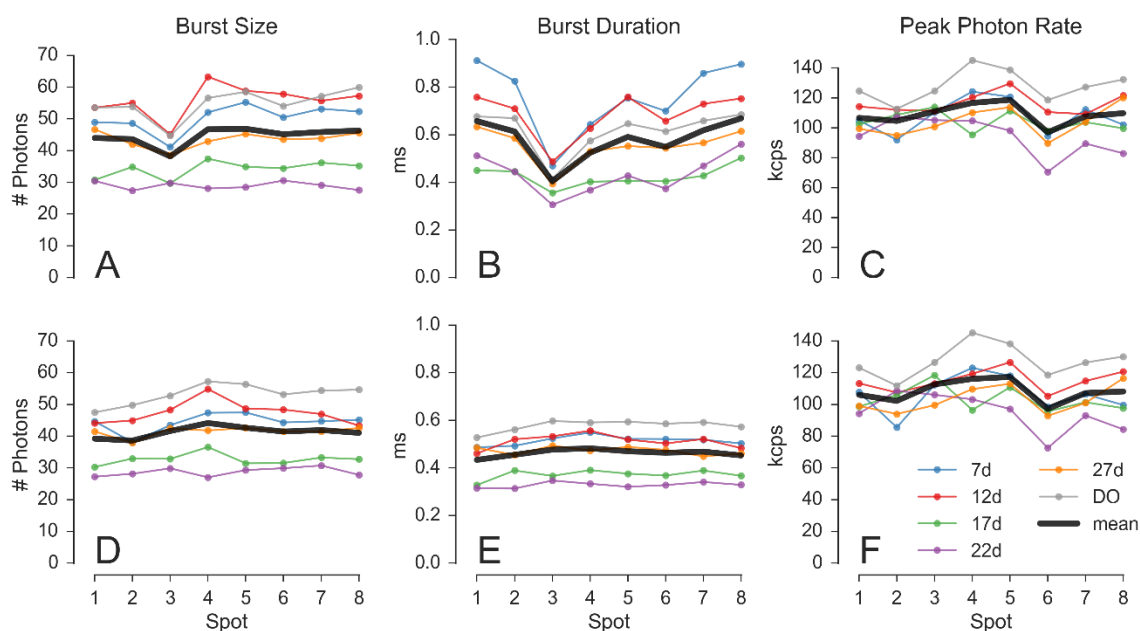 Burst Size
Burst Duration
Peak Photon Rate
70
60
50
40
30
20
10
0
# Photons
A
1.0
0.8
0.6
0.4
0.2
0.0
ms
B
140
120
100
80
60
40
20
0
kcps
C
70
60
50
40
30
20
10
0
# Photons
D
1 2 3 4 5 6 7 8
Spot
1.0
0.8
0.6
0.4
0.2
0.0
ms
E
1 2 3 4 5 6 7 8
Spot
140
120
100
80
60
40
20
0
kcps
F
7d
12d
17d
22d
27d
DO
mean
1 2 3 4 5 6 7 8
Spot